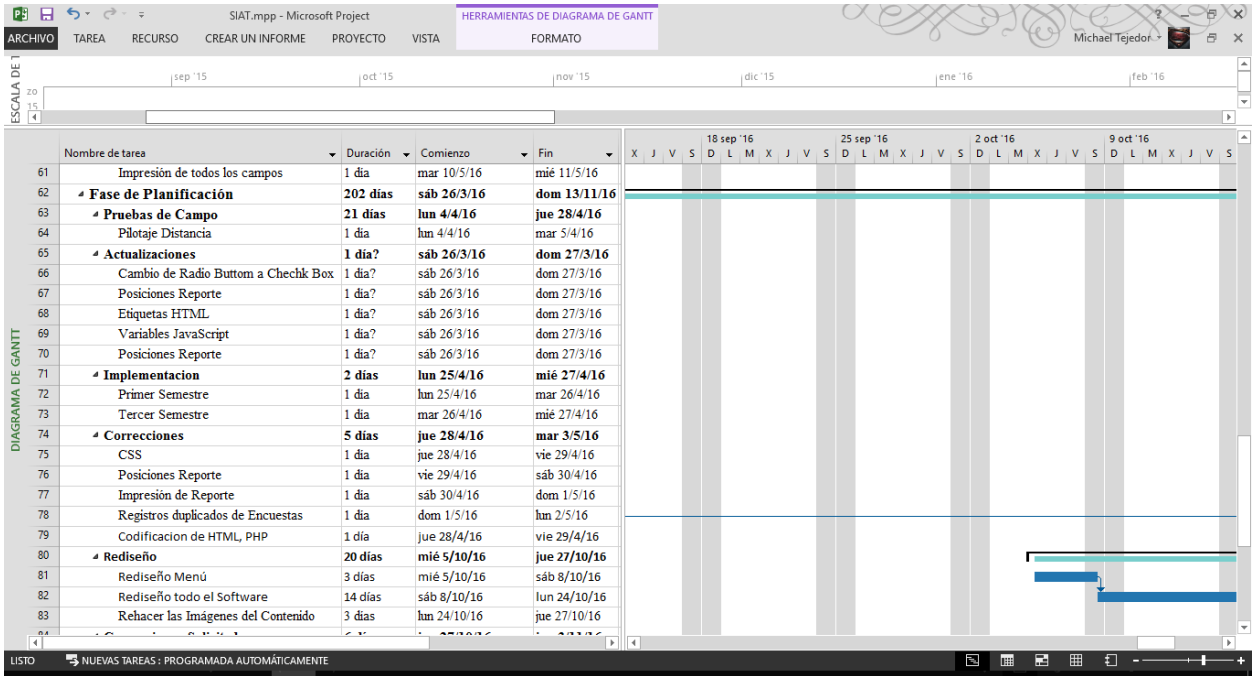 SIAT.mpp - Microsoft Project
HERRAMIENTAS DE DIAGRAMA DE GANTT
ARCHIVO TAREA RECURSO CREAR UN INFORME PROYECTO VISTA FORMATO Michael Tejedor
ESCALA DE T
sep '15 oct '15 nov '15 dic '15 ene '16 feb '16
zo
15
18 sep '16 25 sep '16 2 oct '16 9 oct '16
Nombre de tarea Duración Comienzo Fin X J V S D L M X J V S D L M X J V S D L M X J V S D L M X J V S
61 Impresión de todos los campos 1 dia mar 10/5/16 mié 11/5/16
62 Fase de Planificación 202 días sáb 26/3/16 dom 13/11/16
63 Pruebas de Campo 21 días lun 4/4/16 jue 28/4/16
64 Pilotaje Distancia 1 dia lun 4/4/16 mar 5/4/16
65 Actualizaciones 1 día? sáb 26/3/16 dom 27/3/16
66 Cambio de Radio Buttom a Chechk Box 1 dia? sáb 26/3/16 dom 27/3/16
67 Posiciones Reporte 1 dia? sáb 26/3/16 dom 27/3/16
68 Etiquetas HTML 1 dia? sáb 26/3/16 dom 27/3/16
69 Variables JavaScript 1 dia? sáb 26/3/16 dom 27/3/16
70 Posiciones Reporte 1 dia? sáb 26/3/16 dom 27/3/16
71 Implementacion 2 días lun 25/4/16 mié 27/4/16
72 Primer Semestre 1 dia lun 25/4/16 mar 26/4/16
73 Tercer Semestre 1 dia mar 26/4/16 mié 27/4/16
74 Correcciones 5 días jue 28/4/16 mar 3/5/16
75 CSS 1 dia jue 28/4/16 vie 29/4/16
76 Posiciones Reporte 1 dia vie 29/4/16 sáb 30/4/16
77 Impresión de Reporte 1 dia sáb 30/4/16 dom 1/5/16
78 Registros duplicados de Encuestas 1 dia dom 1/5/16 lun 2/5/16
79 Codificacion de HTML, PHP 1 día jue 28/4/16 vie 29/4/16
80 Rediseño 20 días mié 5/10/16 jue 27/10/16
81 Rediseño Menú 3 días mié 5/10/16 sáb 8/10/16
82 Rediseño todo el Software 14 días sáb 8/10/16 lun 24/10/16
83 Rehacer las Imágenes del Contenido 3 dias lun 24/10/16 jue 27/10/16
DIAGRAMA DE GANTT
LISTO NUEVAS TAREAS : PROGRAMADA AUTOMÁTICAMENTE